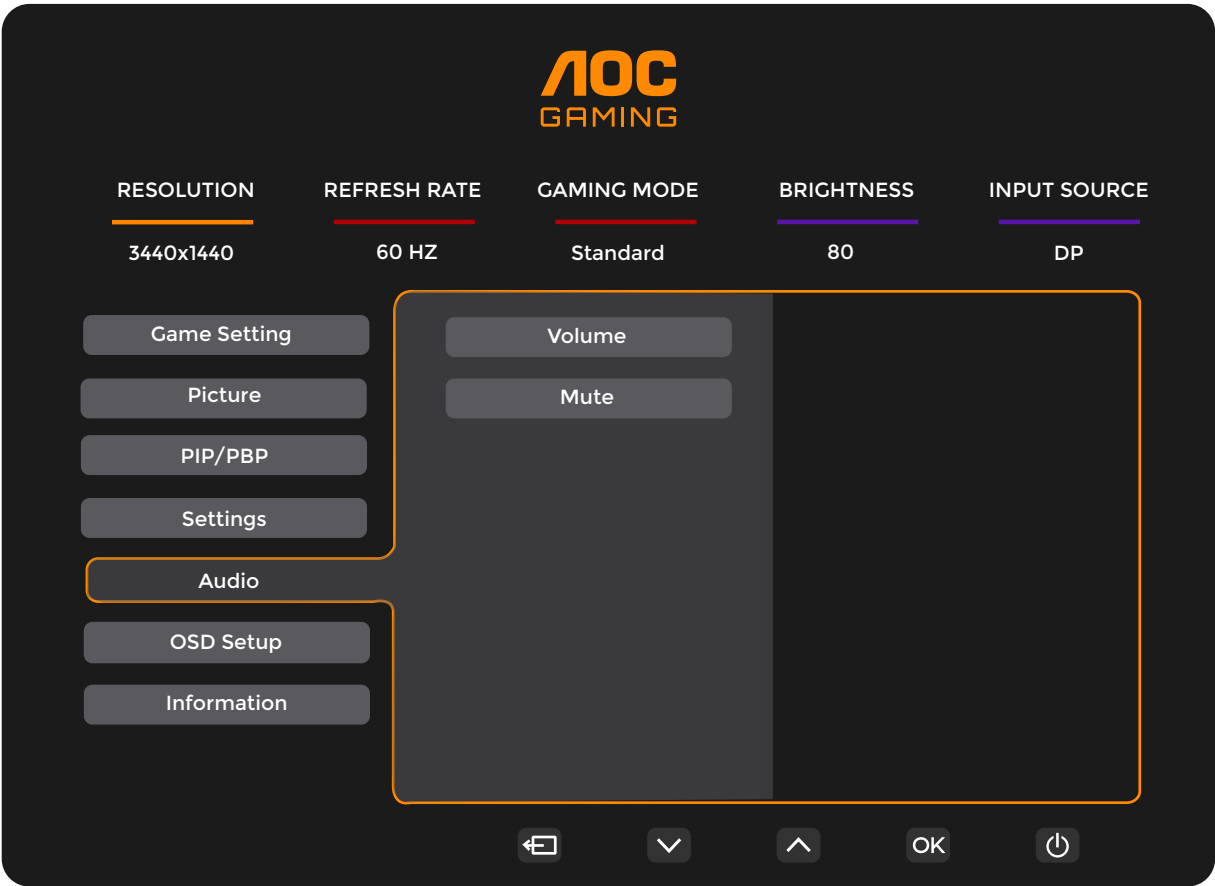 AOC
GAMING
RESOLUTION REFRESH RATE GAMING MODE BRIGHTNESS INPUT SOURCE
3440x1440 60 HZ Standard 80 DP
Game Setting
Volume
Picture
Mute
PIP/PBP
Settings
Audio
OSD Setup
Information
OK